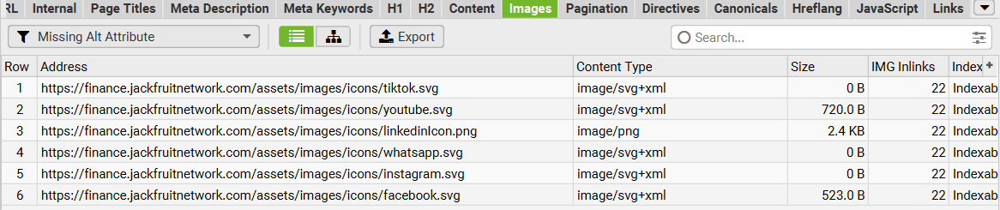 RL Internal Page Titles Meta Description Meta Keywords H1 H2 Content Images Pagination Directives Canonicals Hreflang JavaScript Links
Missing Alt Attribute Export Search...
Row Address Content Type Size IMG Inlinks Index +
1 https://finance.jackfruitnetwork.com/assets/images/icons/tiktok.svg image/svg+xml 0 B 22 Indexab
2 https://finance.jackfruitnetwork.com/assets/images/icons/youtube.svg image/svg+xml 720.0 B 22 Indexab
3 https://finance.jackfruitnetwork.com/assets/images/icons/linkedinIcon.png image/png 2.4 KB 22 Indexab
4 https://finance.jackfruitnetwork.com/assets/images/icons/whatsapp.svg image/svg+xml 0 B 22 Indexab
5 https://finance.jackfruitnetwork.com/assets/images/icons/instagram.svg image/svg+xml 0 B 22 Indexab
6 https://finance.jackfruitnetwork.com/assets/images/icons/facebook.svg image/svg+xml 523.0 B 22 Indexab